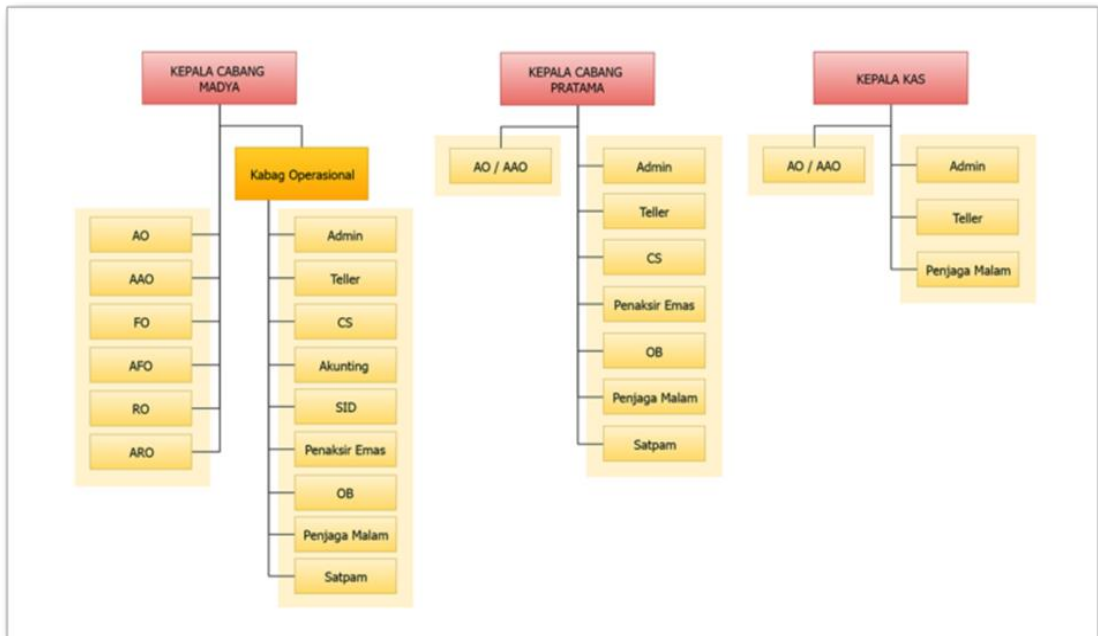 KEPALA CABANG
MADYA
Kabag Operasional
AO
AAO
FO
AFO
RO
ARO
Admin
Teller
CS
Akunting
SID
Penaksir Emas
OB
Penjaga Malam
Satpam
KEPALA CABANG
PRATAMA
AO / AAO
Admin
Teller
CS
Penaksir Emas
OB
Penjaga Malam
Satpam
KEPALA KAS
AO / AAO
Admin
Teller
Penjaga Malam